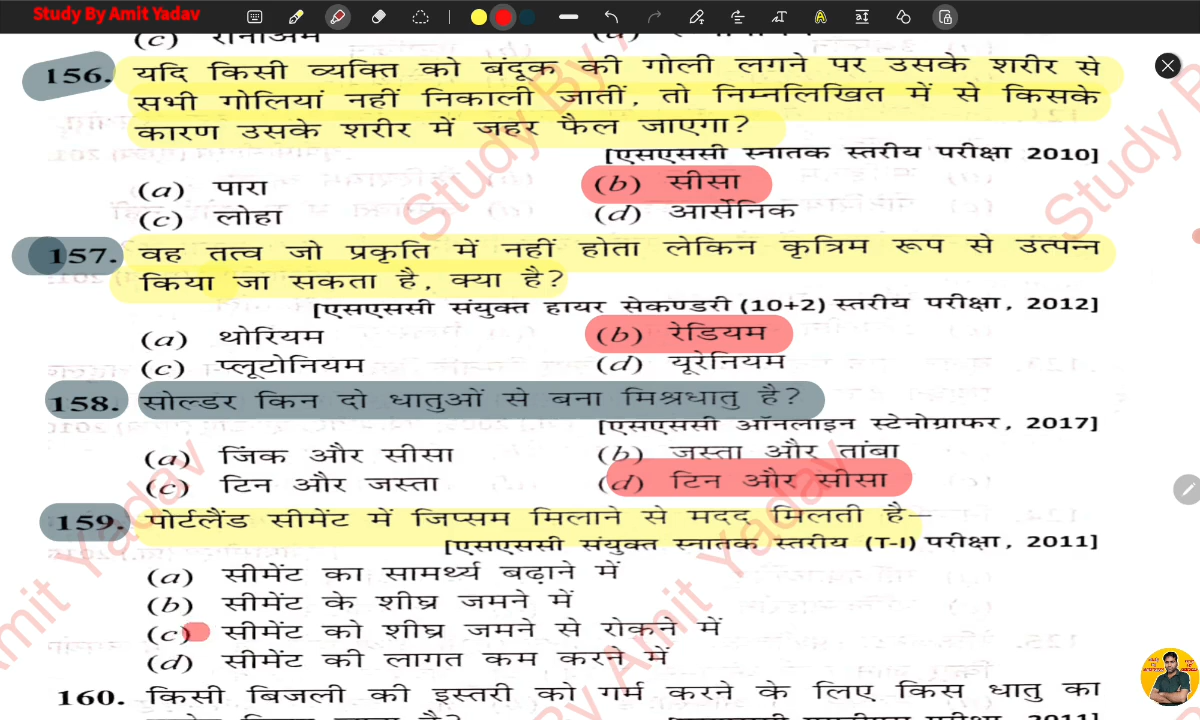 Study By Amit Yadav
(c) रानीअम
156. यदि किसी व्यक्ति को बंदूक की गोली लगने पर उसके शरीर से
सभी गोलियां नहीं निकाली जातीं, तो निम्नलिखित में से किसके
कारण उसके शरीर में जहर फैल जाएगा?
[एसएससी स्नातक स्तरीय परीक्षा 2010]
(a) पारा (b) सीसा
(c) लोहा (d) आर्सेनिक
157. वह तत्व जो प्रकृति में नहीं होता लेकिन कृत्रिम रूप से उत्पन्न
किया जा सकता है, क्या है?
[एसएससी संयुक्त हायर सेकण्डरी (10+2) स्तरीय परीक्षा, 2012]
(a) थोरियम (b) रेडियम
(c) प्लूटोनियम (d) यूरेनियम
158. सोल्डर किन दो धातुओं से बना मिश्रधातु है?
[एसएससी ऑनलाइन स्टेनोग्राफर, 2017]
(a) जिंक और सीसा (b) जस्ता और तांबा
(c) टिन और जस्ता (d) टिन और सीसा
159. पोर्टलैंड सीमेंट में जिप्सम मिलाने से मदद मिलती है–
[एसएससी संयुक्त स्नातक स्तरीय (T-I) परीक्षा, 2011]
(a) सीमेंट का सामर्थ्य बढ़ाने में
(b) सीमेंट के शीघ्र जमने में
(c) सीमेंट को शीघ्र जमने से रोकने में
(d) सीमेंट की लागत कम करने में
160. किसी बिजली की इस्तरी को गर्म करने के लिए किस धातु का